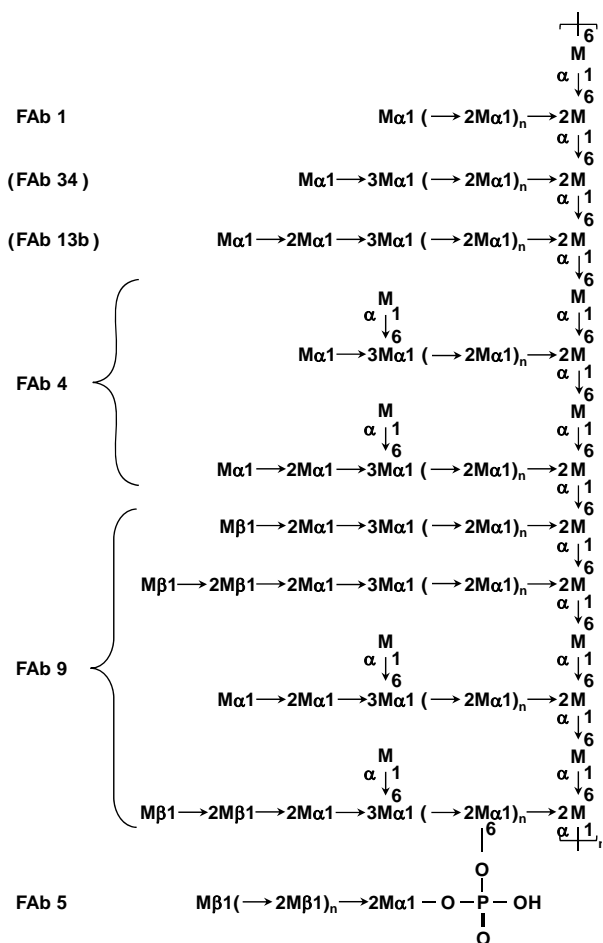 6
M
α 1
6
FAb 1 Mα1 (→2Mα1)n→2M
α 1
6
(FAb 34) Mα1→3Mα1 (→2Mα1)n→2M
α 1
6
(FAb 13b) Mα1→2Mα1→3Mα1 (→2Mα1)n→2M
α 1
6
M M
α 1 α 1
6 6
Mα1→3Mα1 (→2Mα1)n→2M
FAb 4 α 1
6
M M
α 1 α 1
6 6
Mα1→2Mα1→3Mα1 (→2Mα1)n→2M
α 1
6
Mβ1→2Mα1→3Mα1 (→2Mα1)n→2M
α 1
6
Mβ1→2Mβ1→2Mα1→3Mα1 (→2Mα1)n→2M
α 1
6
M M
FAb 9 α 1 α 1
6 6
Mα1→2Mα1→3Mα1 (→2Mα1)n→2M
α 1
6
M M
α 1 α 1
6 6
Mβ1→2Mβ1→2Mα1→3Mα1 (→2Mα1)n→2M
6 α 1 n
O
FAb 5 Mβ1(→2Mβ1)n→2Mα1–O–P–OH
O